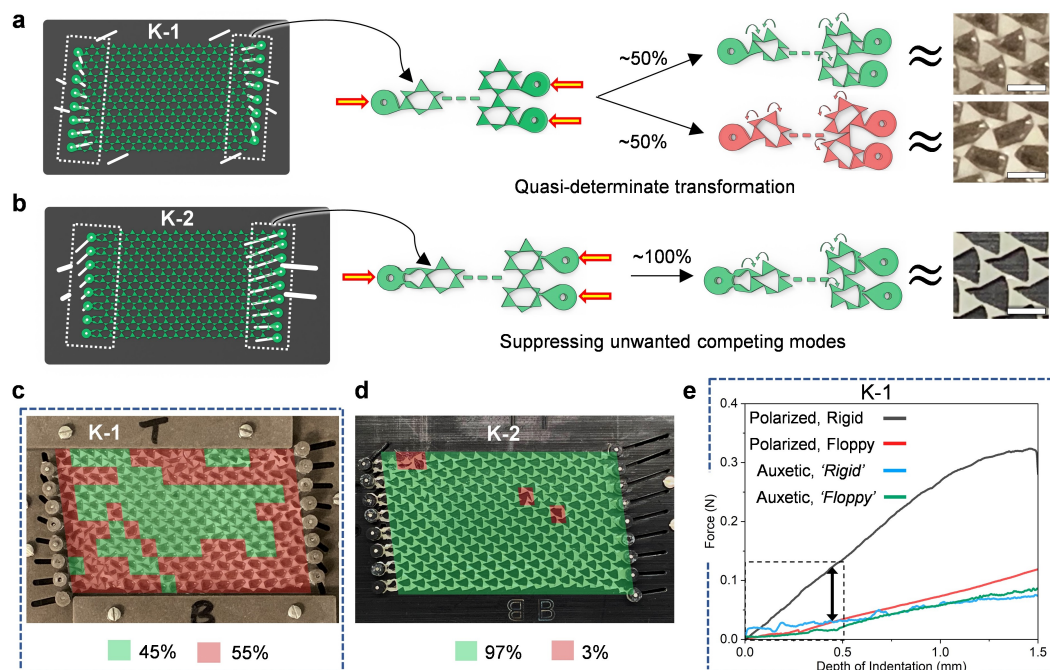 a
K-1
~50%
~50%
≈
≈
Quasi-determinate transformation
b
K-2
~100%
≈
Suppressing unwanted competing modes
c
K-1
T
B
45%
55%
d
K-2
B B
97%
3%
e
K-1
Polarized, Rigid
Polarized, Floppy
Auxetic, 'Rigid'
Auxetic, 'Floppy'
Force (N)
0.4
0.3
0.2
0.1
0.0
0.0
0.5
1.0
1.5
Depth of Indentation (mm)